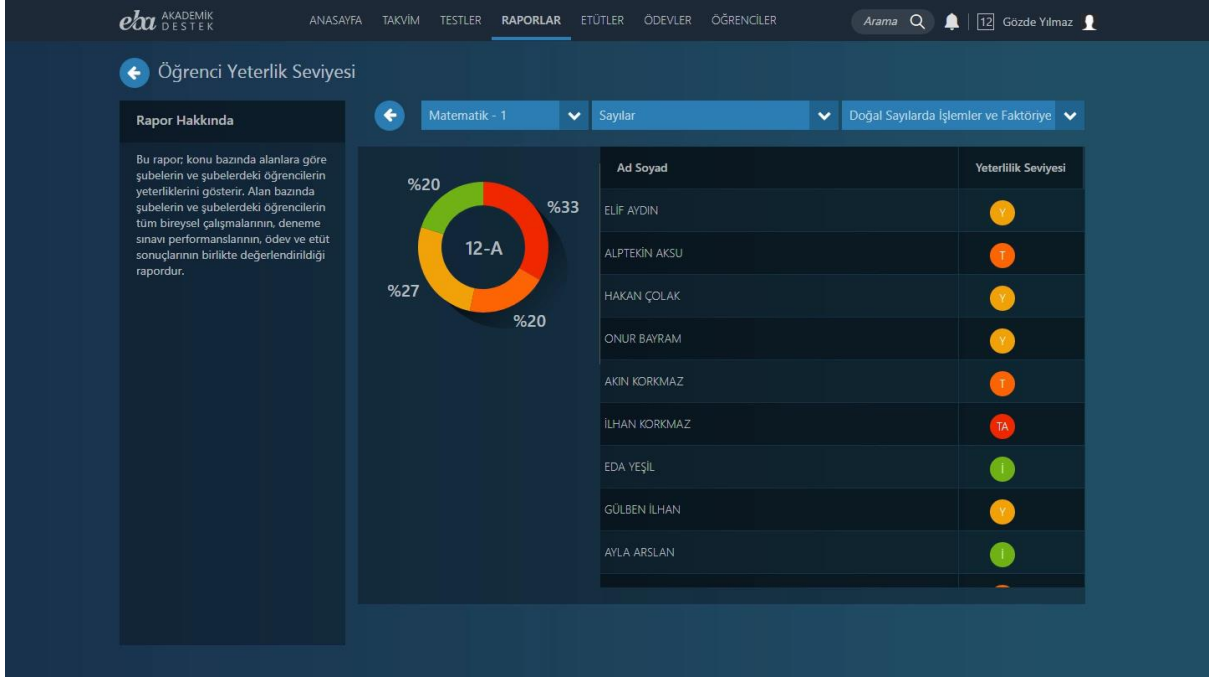 eba AKADEMİK DESTEK
ANASAYFA TAKVİM TESTLER RAPORLAR ETÜTLER ÖDEVLER ÖĞRENCİLER
Arama 12 Gözde Yılmaz
Öğrenci Yeterlik Seviyesi
Rapor Hakkında
Bu rapor; konu bazında alanlara göre
şubelerin ve şubelerdeki öğrencilerin
yeterliklerini gösterir. Alan bazında
şubelerin ve şubelerdeki öğrencilerin
tüm bireysel çalışmalarının, deneme
sınavı performanslarının, ödev ve etüt
sonuçlarının birlikte değerlendirildiği
rapordur.
Matematik - 1 Sayılar Doğal Sayılarda İşlemler ve Faktöriye
%20
%33
12-A
%27
%20
Ad Soyad Yeterlilik Seviyesi
ELİF AYDIN Y
ALPTEKİN AKSU T
HAKAN ÇOLAK Y
ONUR BAYRAM Y
AKIN KORKMAZ T
İLHAN KORKMAZ TA
EDA YEŞİL İ
GÜLBEN İLHAN Y
AYLA ARSLAN İ